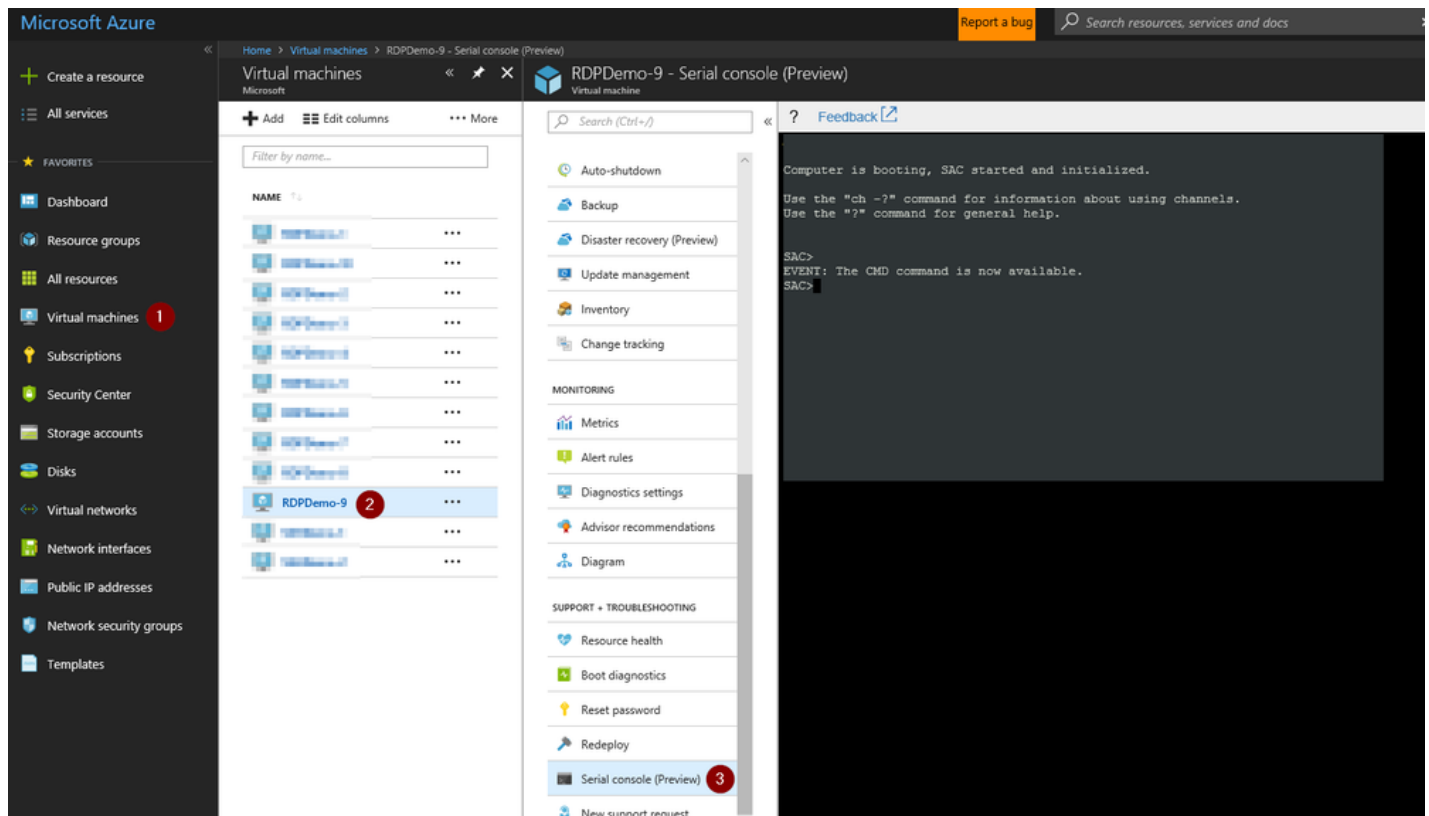 Microsoft Azure
Report a bug
Search resources, services and docs
Home > Virtual machines > RDPDemo-9 - Serial console (Preview)
Create a resource
All services
FAVORITES
Dashboard
Resource groups
All resources
Virtual machines 1
Subscriptions
Security Center
Storage accounts
Disks
Virtual networks
Network interfaces
Public IP addresses
Network security groups
Templates
Virtual machines
Microsoft
Add Edit columns ••• More
Filter by name...
NAME
RDPDemo-9 2
RDPDemo-9 - Serial console (Preview)
Virtual machine
Search (Ctrl+/)
Auto-shutdown
Backup
Disaster recovery (Preview)
Update management
Inventory
Change tracking
MONITORING
Metrics
Alert rules
Diagnostics settings
Advisor recommendations
Diagram
SUPPORT + TROUBLESHOOTING
Resource health
Boot diagnostics
Reset password
Redeploy
Serial console (Preview) 3
New support request
? Feedback
Computer is booting, SAC started and initialized.
Use the "ch -?" command for information about using channels.
Use the "?" command for general help.
SAC>
EVENT: The CMD command is now available.
SAC>